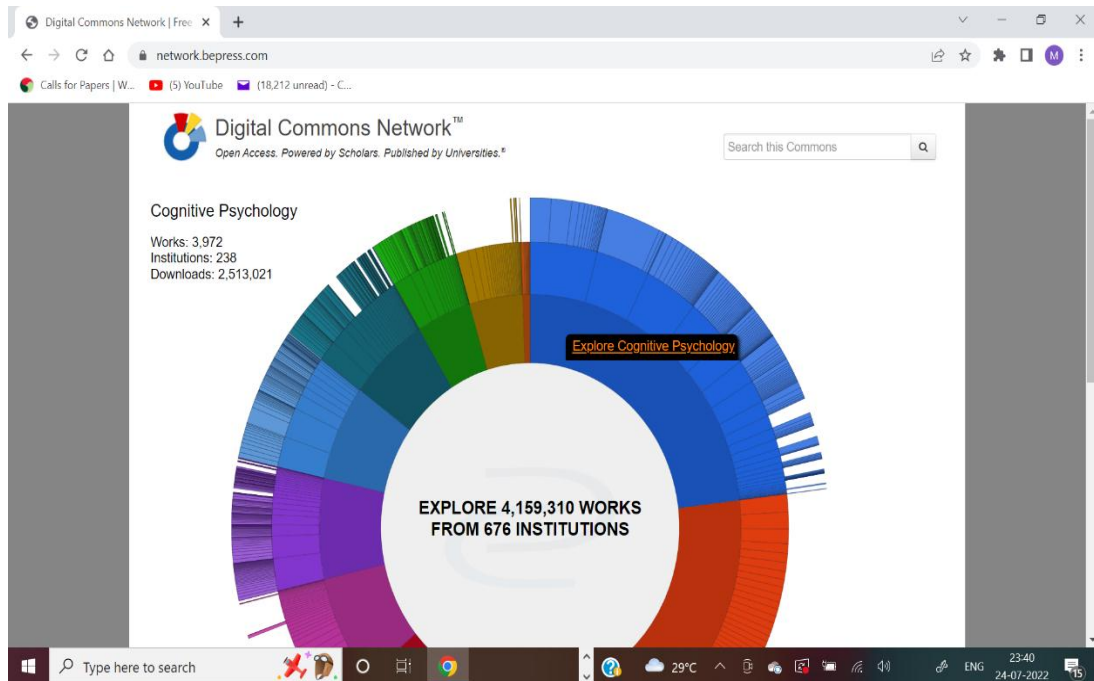 Digital Commons Network | Free
network.bepress.com
M
Calls for Papers | W...
(5) YouTube
(18,212 unread) - C...
Digital Commons Network™
Open Access. Powered by Scholars. Published by Universities.®
Search this Commons
Cognitive Psychology
Works: 3,972
Institutions: 238
Downloads: 2,513,021
Explore Cognitive Psychology
EXPLORE 4,159,310 WORKS
FROM 676 INSTITUTIONS
Type here to search
29°C
ENG
23:40
24-07-2022
15